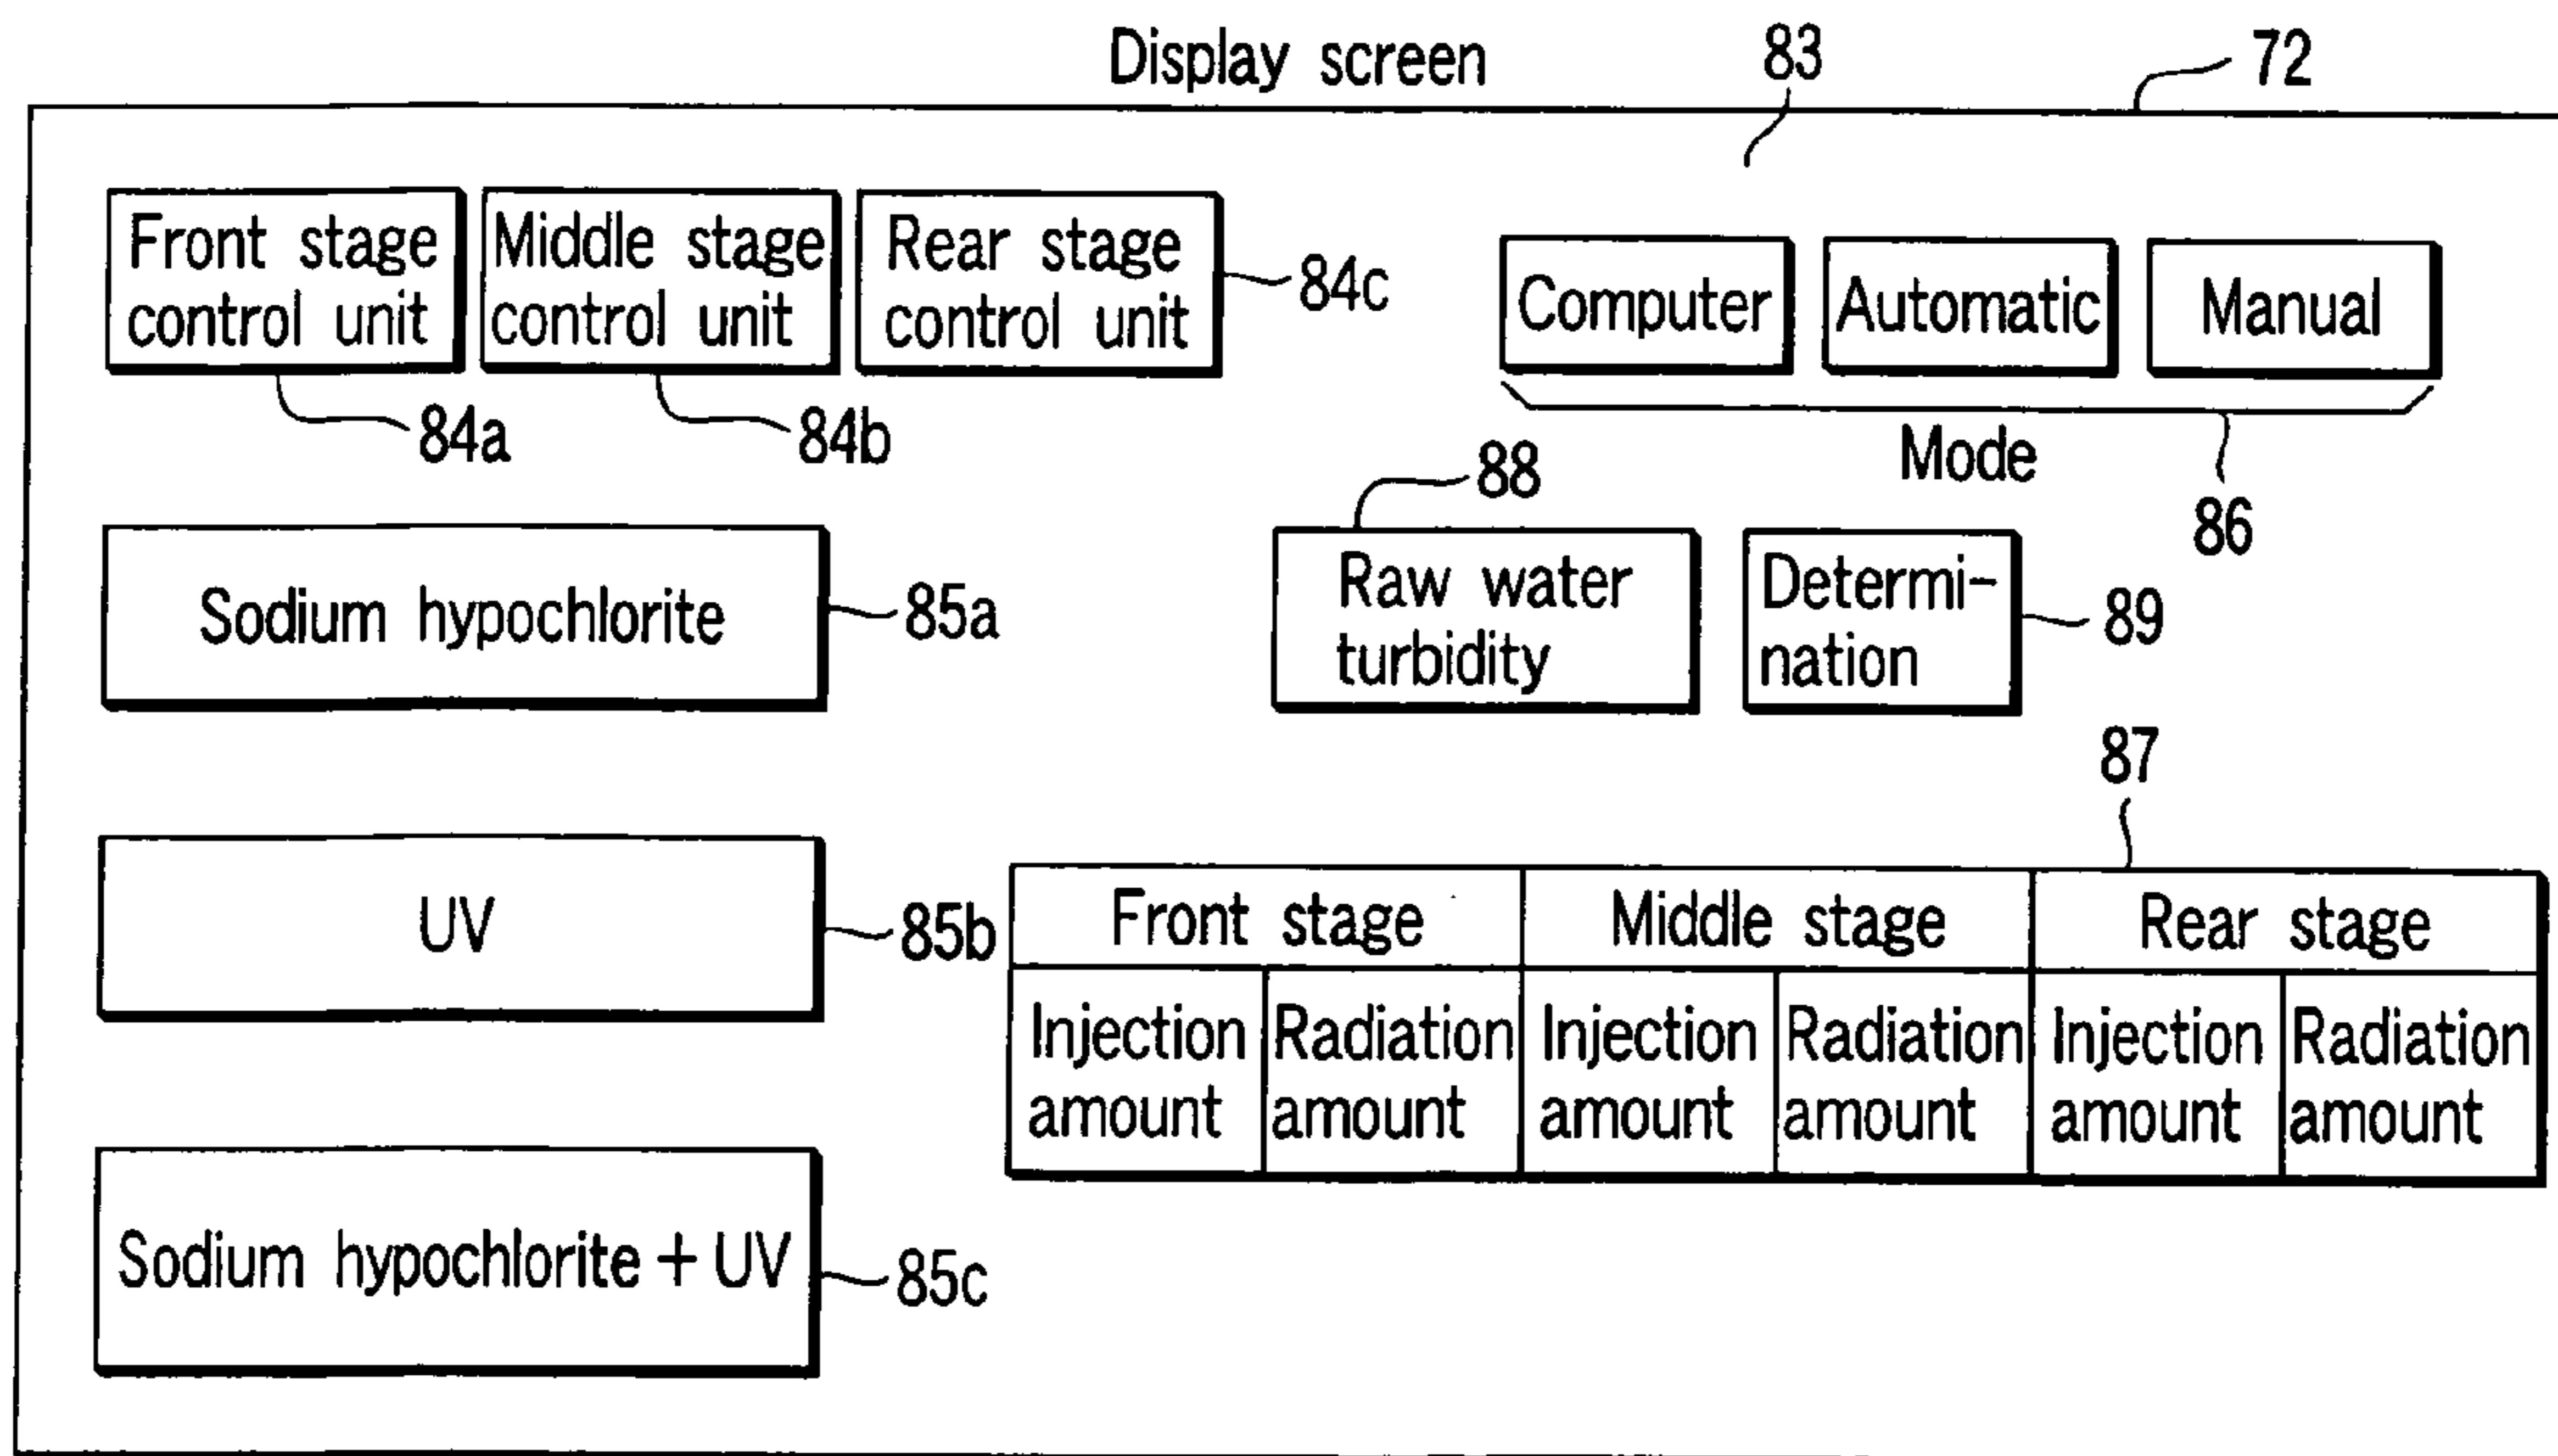 Display screen
83
72
Front stage
control unit
Middle stage
control unit
Rear stage
control unit
84c
84a
84b
Computer
Automatic
Manual
Mode
86
88
Sodium hypochlorite
85a
Raw water
turbidity
Determi-
nation
89
87
UV
85b
Front stage
Middle stage
Rear stage
Injection
amount
Radiation
amount
Injection
amount
Radiation
amount
Injection
amount
Radiation
amount
Sodium hypochlorite + UV
85c